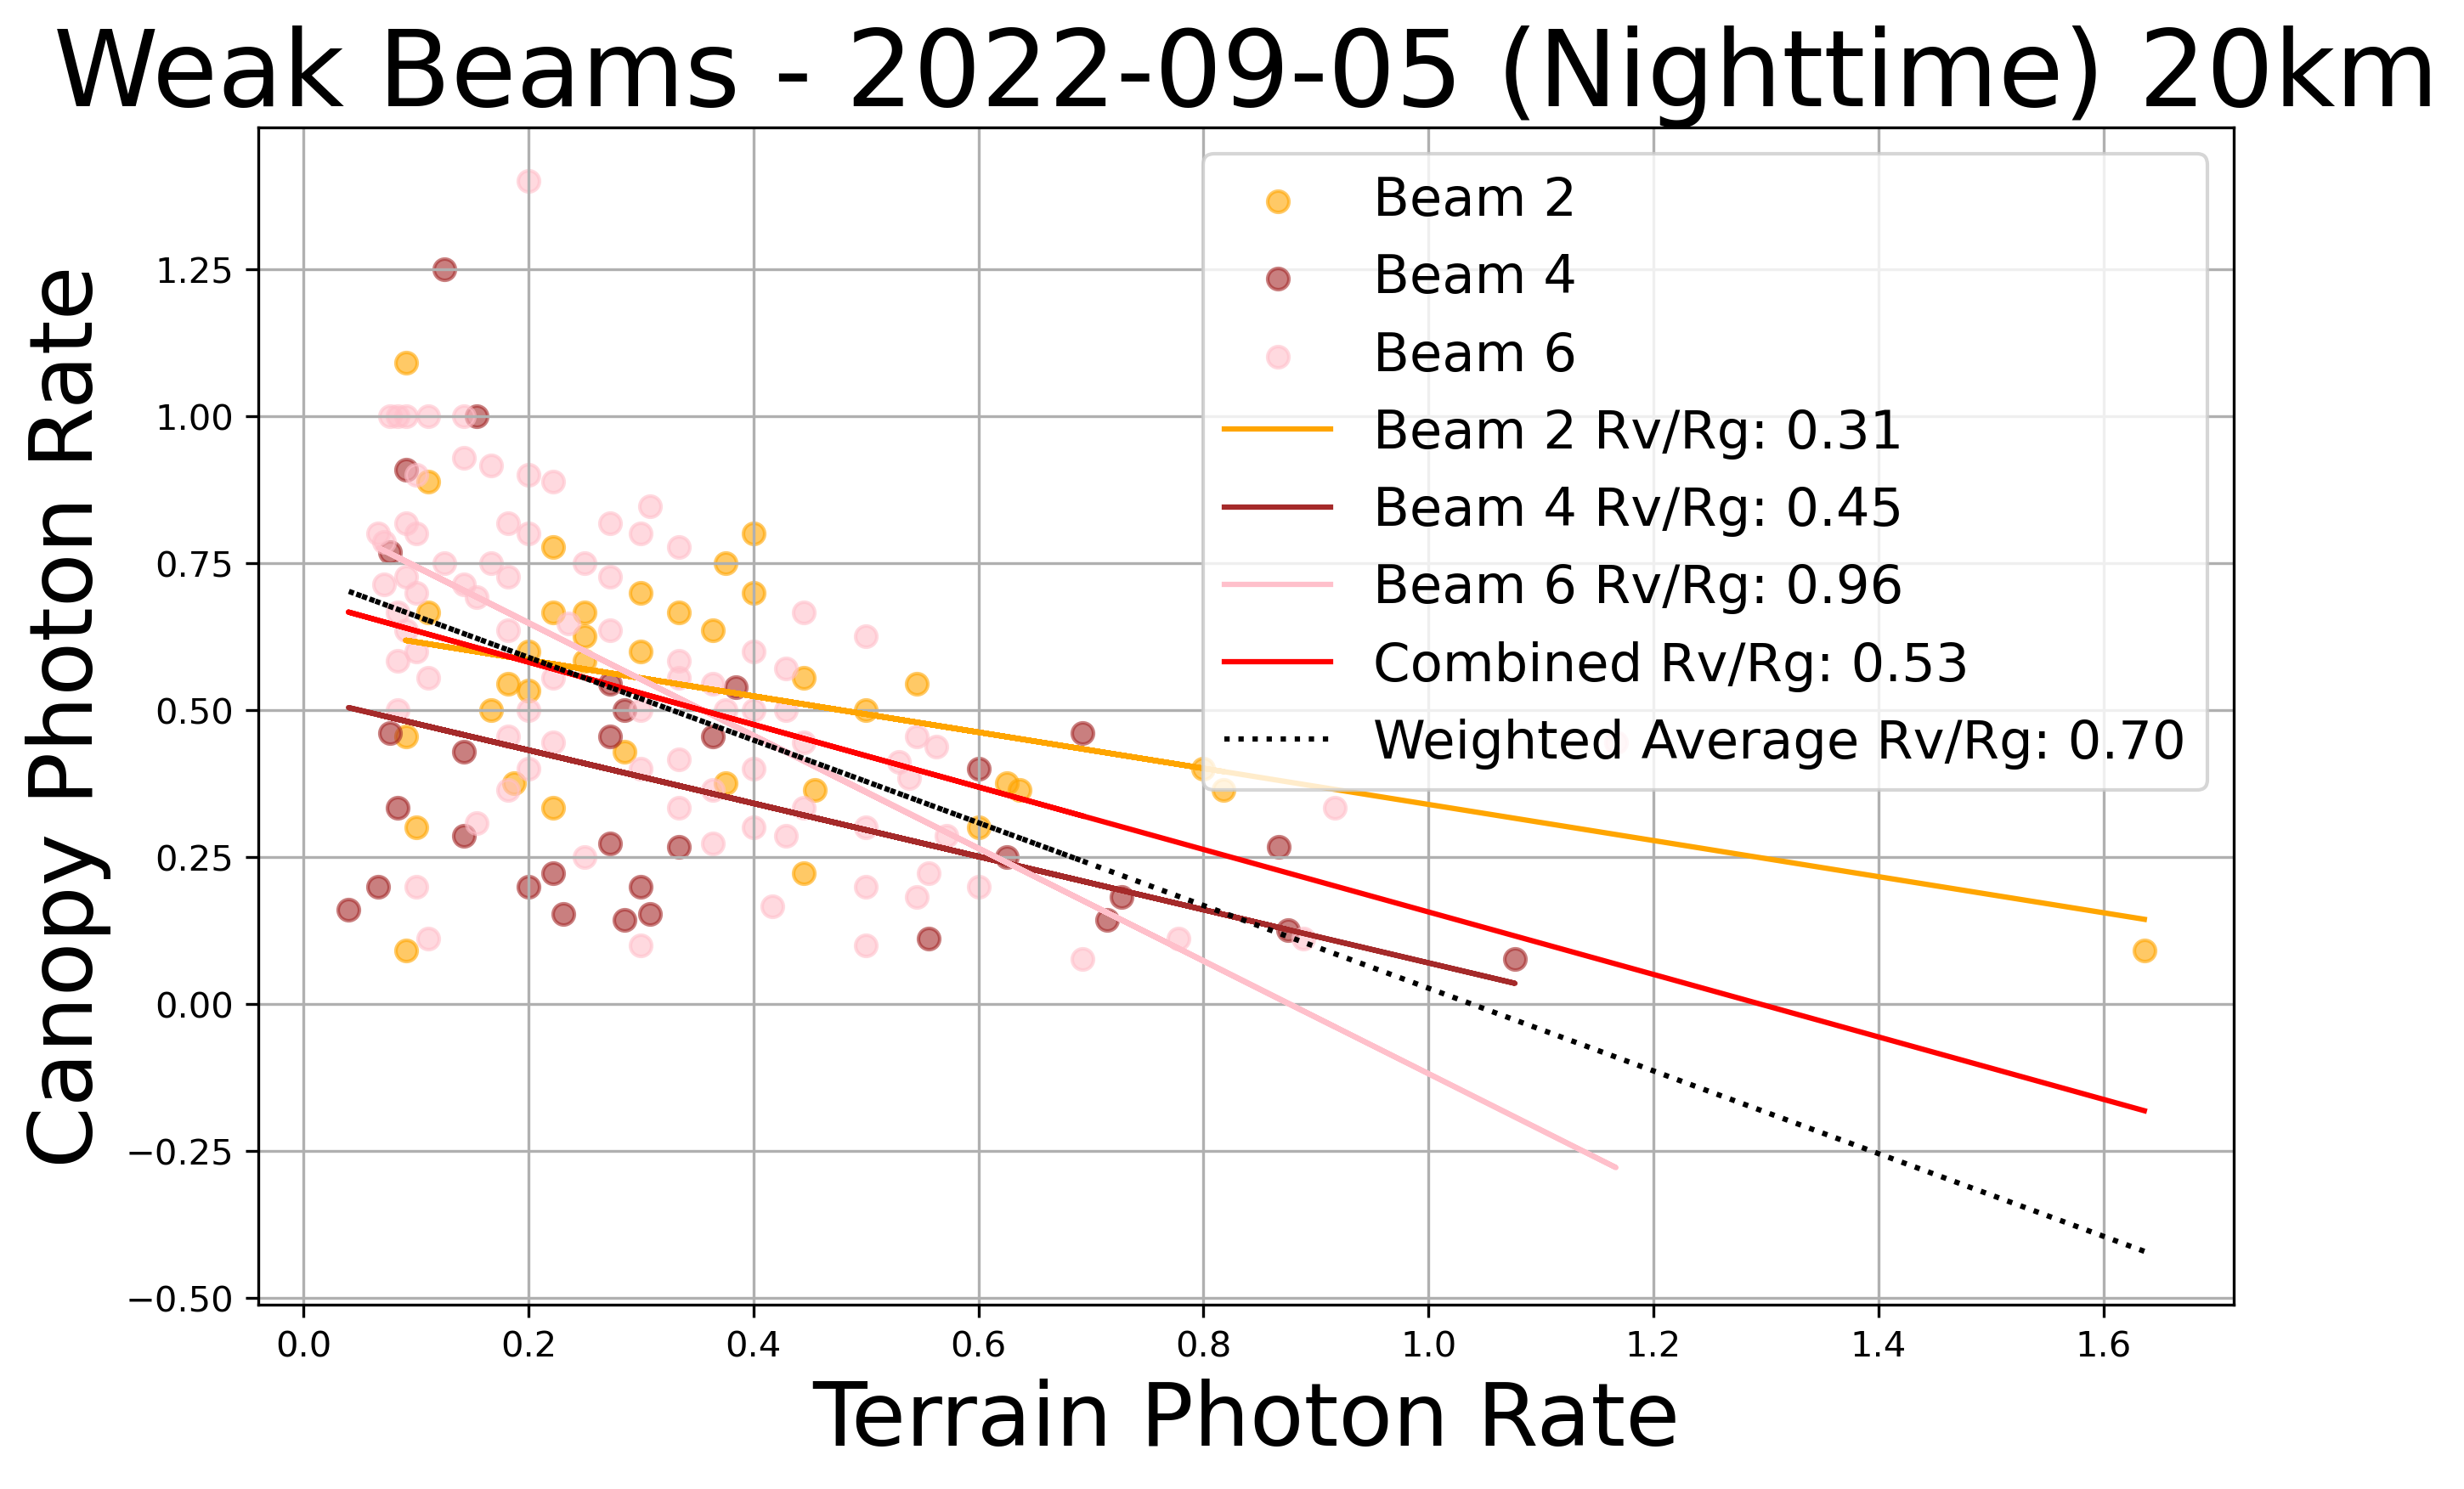 Weak Beams - 2022-09-05 (Nighttime) 20km
Canopy Photon Rate
1.25
1.00
0.75
0.50
0.25
0.00
−0.25
−0.50
Beam 2
Beam 4
Beam 6
Beam 2 Rv/Rg: 0.31
Beam 4 Rv/Rg: 0.45
Beam 6 Rv/Rg: 0.96
Combined Rv/Rg: 0.53
Weighted Average Rv/Rg: 0.70
0.0 0.2 0.4 0.6 0.8 1.0 1.2 1.4 1.6
Terrain Photon Rate